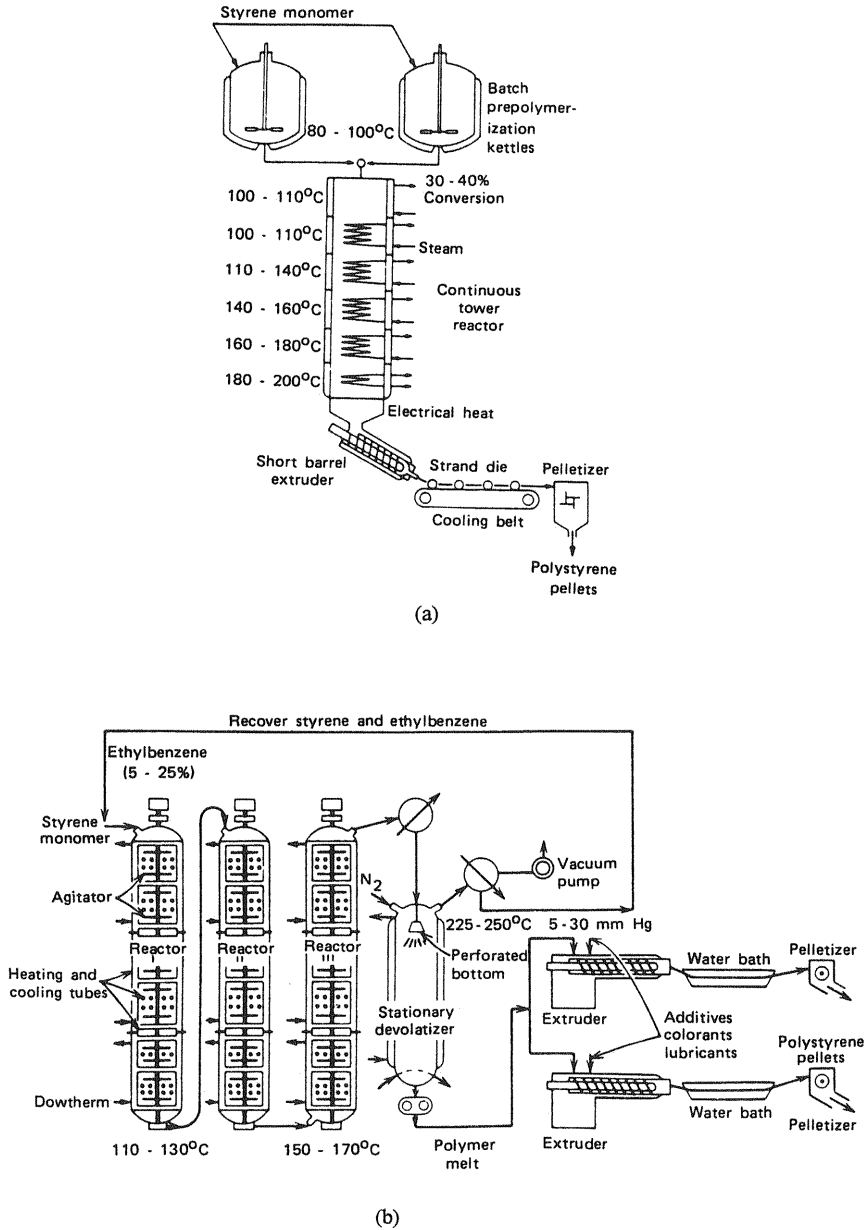 Styrene monomer
Batch
prepolymer-
ization
kettles
80 - 100°C
30 - 40%
Conversion
100 - 110°C
100 - 110°C
Steam
110 - 140°C
Continuous
tower
reactor
140 - 160°C
160 - 180°C
180 - 200°C
Electrical heat
Short barrel
extruder
Strand die
Pelletizer
Cooling belt
Polystyrene
pellets
(a)
Recover styrene and ethylbenzene
Ethylbenzene
(5 - 25%)
Styrene
monomer
Agitator
N2
Vacuum
pump
225-250°C 5-30 mm Hg
Reactor
I
Reactor
II
Reactor
III
Perforated
bottom
Heating and
cooling tubes
Stationary
devolatizer
Dowtherm
110 - 130°C
150 - 170°C
Polymer
melt
Water bath
Pelletizer
Extruder
Additives
colorants
lubricants
Polystyrene
pellets
Water bath
Pelletizer
Extruder
(b)